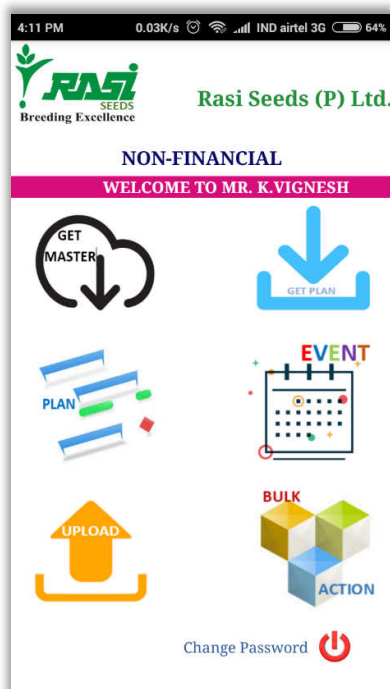 4:11 PM 0.03K/s IND airtel 3G 64%
RASI
SEEDS
Breeding Excellence
Rasi Seeds (P) Ltd.
NON-FINANCIAL
WELCOME TO MR. K.VIGNESH
GET
MASTER
GET PLAN
PLAN
EVENT
UPLOAD
BULK
ACTION
Change Password